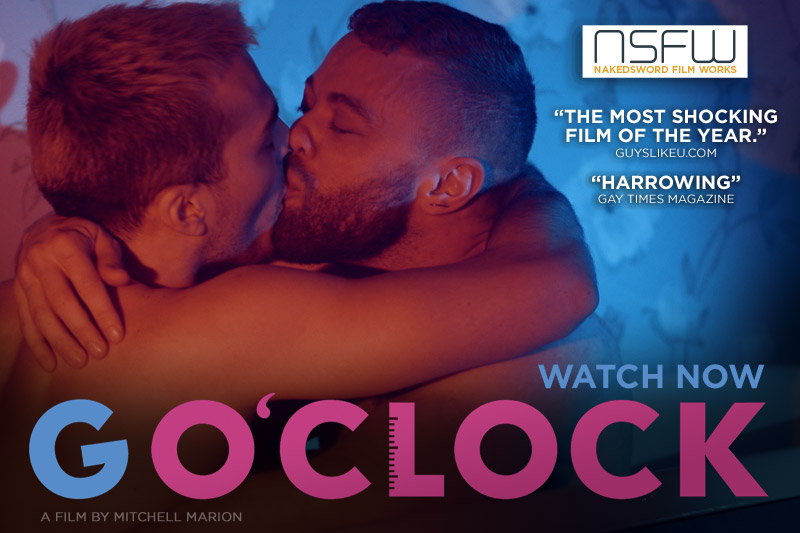 NSFW
NAKEDSWORD FILM WORKS
“THE MOST SHOCKING
FILM OF THE YEAR.”
GUYSLIKEU.COM
“HARROWING”
GAY TIMES MAGAZINE
WATCH NOW
G O‘CLOCK
A FILM BY MITCHELL MARION